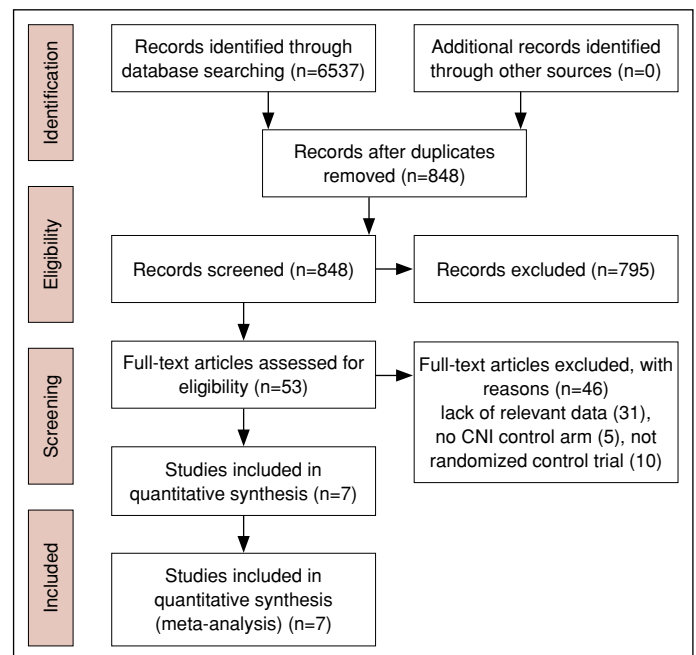 Identification
Records identified through
database searching (n=6537)
Additional records identified
through other sources (n=0)
Records after duplicates
removed (n=848)
Eligibility
Records screened (n=848)
Records excluded (n=795)
Screening
Full-text articles assessed for
eligibility (n=53)
Full-text articles excluded, with
reasons (n=46)
lack of relevant data (31),
no CNI control arm (5), not
randomized control trial (10)
Studies included in
quantitative synthesis (n=7)
Included
Studies included in
quantitative synthesis
(meta-analysis) (n=7)